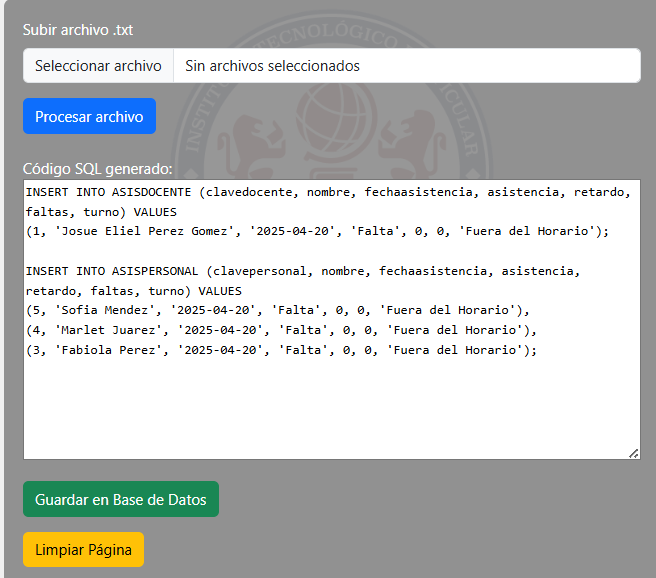 Subir archivo .txt
Seleccionar archivo Sin archivos seleccionados
TECNOLÓGICO
Procesar archivo
Código SQL generado:
INSERT INTO ASISDOCENTE (clavedocente, nombre, fechaasistencia, asistencia, retardo,
faltas, turno) VALUES
(1, 'Josue Eliel Perez Gomez', '2025-04-20', 'Falta', 0, 0, 'Fuera del Horario');

INSERT INTO ASISPERSONAL (clavepersonal, nombre, fechaasistencia, asistencia,
retardo, faltas, turno) VALUES
(5, 'Sofia Mendez', '2025-04-20', 'Falta', 0, 0, 'Fuera del Horario'),
(4, 'Marlet Juarez', '2025-04-20', 'Falta', 0, 0, 'Fuera del Horario'),
(3, 'Fabiola Perez', '2025-04-20', 'Falta', 0, 0, 'Fuera del Horario');
Guardar en Base de Datos
Limpiar Página